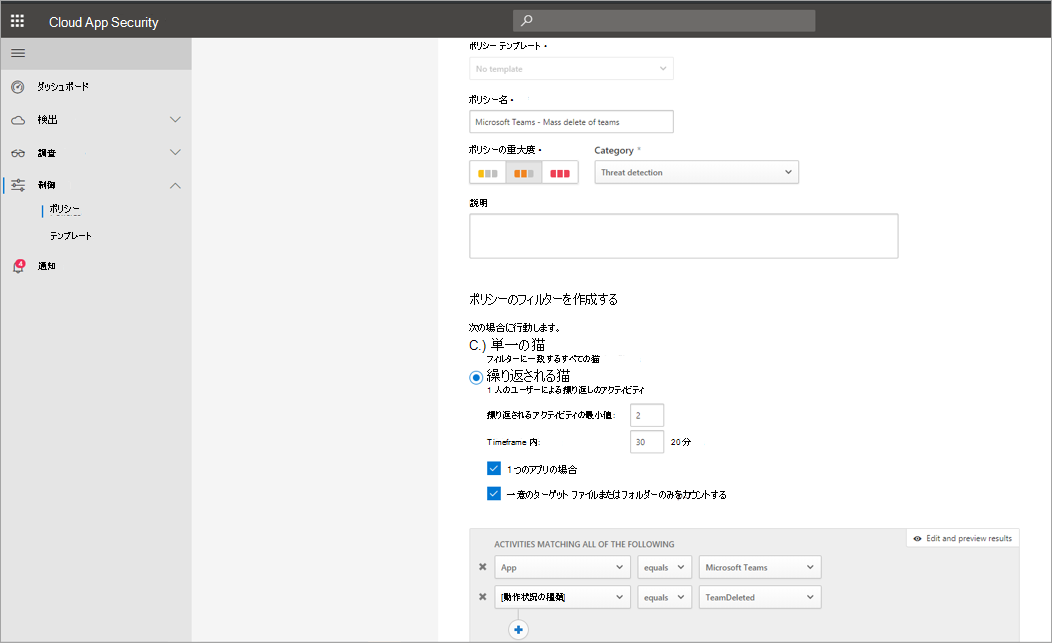 Cloud App Security
ダッシュボード
検出
調査
制御
ポリシー
テンプレート
4
通知
ポリシー テンプレート •
No template
ポリシー名 •
Microsoft Teams - Mass delete of teams
ポリシーの重大度 •
Category *
Threat detection
説明
ポリシーのフィルターを作成する
次の場合に行動します。
C.) 単一の猫
フィルターに一致するすべての猫
繰り返される猫
1 人のユーザーによる繰り返しのアクティビティ
繰り返されるアクティビティの最小値:
2
Timeframe 内:
30
20分
1つのアプリの場合
一意のターゲット ファイルまたはフォルダーのみをカウントする
ACTIVITIES MATCHING ALL OF THE FOLLOWING
Edit and preview results
App
equals
Microsoft Teams
[動作状況の種類]
equals
TeamDeleted